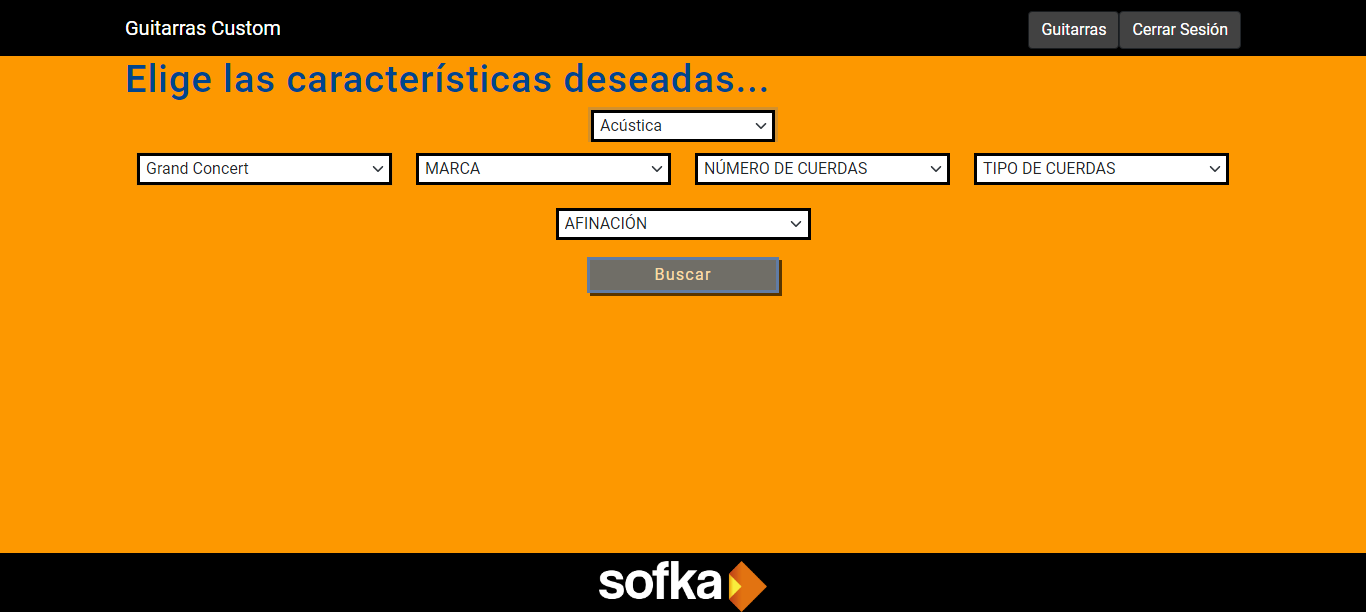 Guitarras Custom
Guitarras Cerrar Sesión
Elige las características deseadas...
Acústica
Grand Concert MARCA NÚMERO DE CUERDAS TIPO DE CUERDAS
AFINACIÓN
Buscar
sofka